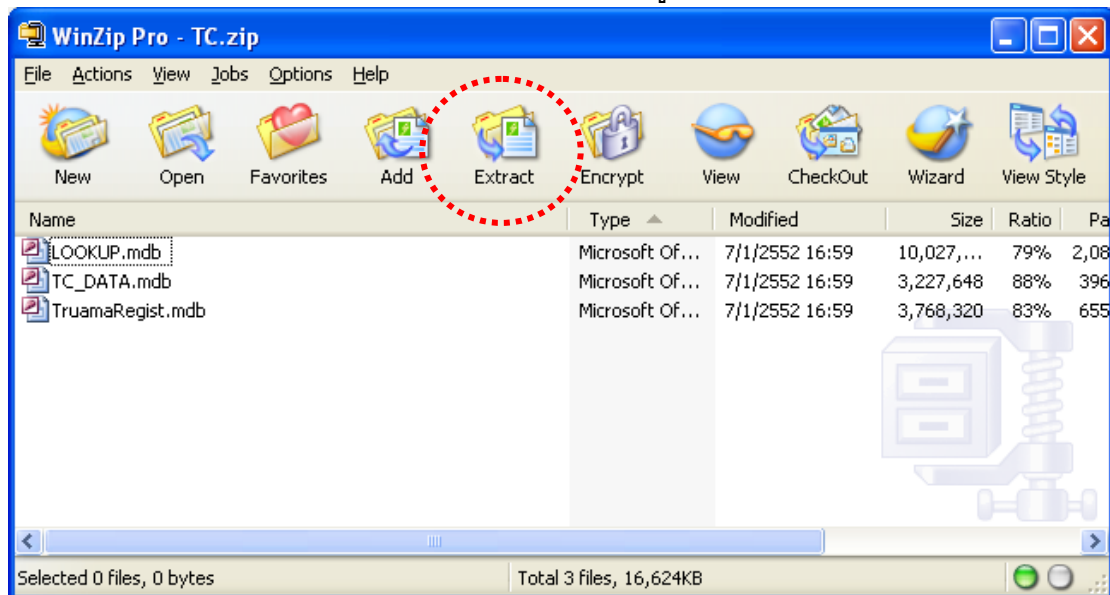 WinZip Pro - TC.zip
File Actions View Jobs Options Help
New Open Favorites Add Extract Encrypt View CheckOut Wizard View Style
Name Type Modified Size Ratio Pa
LOOKUP.mdb Microsoft Of... 7/1/2552 16:59 10,027,... 79% 2,08
TC_DATA.mdb Microsoft Of... 7/1/2552 16:59 3,227,648 88% 396
TruamaRegist.mdb Microsoft Of... 7/1/2552 16:59 3,768,320 83% 655
Selected 0 files, 0 bytes Total 3 files, 16,624KB